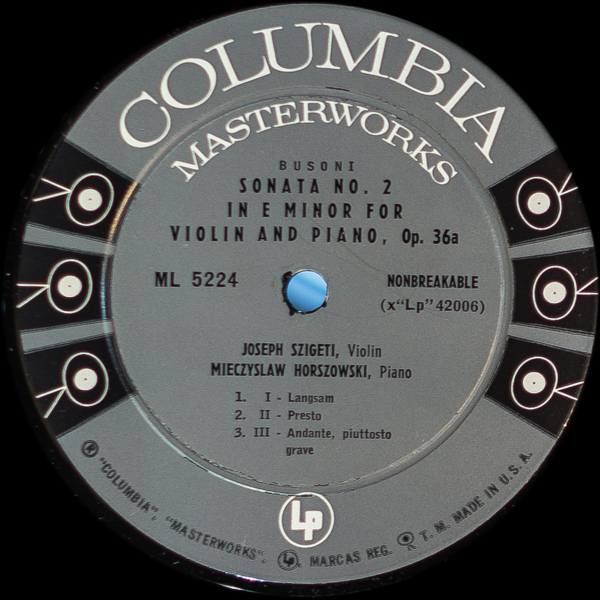 COLUMBIA
MASTERWORKS
BUSONI
SONATA NO. 2
IN E MINOR FOR
VIOLIN AND PIANO, Op. 36a
ML 5224
NONBREAKABLE
(x“Lp” 42006)
JOSEPH SZIGETI, Violin
MIECZYSLAW HORSZOWSKI, Piano
1. I - Langsam
2. II - Presto
3. III - Andante, piuttosto
grave
Lp
® “COLUMBIA”, “MASTERWORKS”, Lp, MARCAS REG. T. M. MADE IN U. S. A.